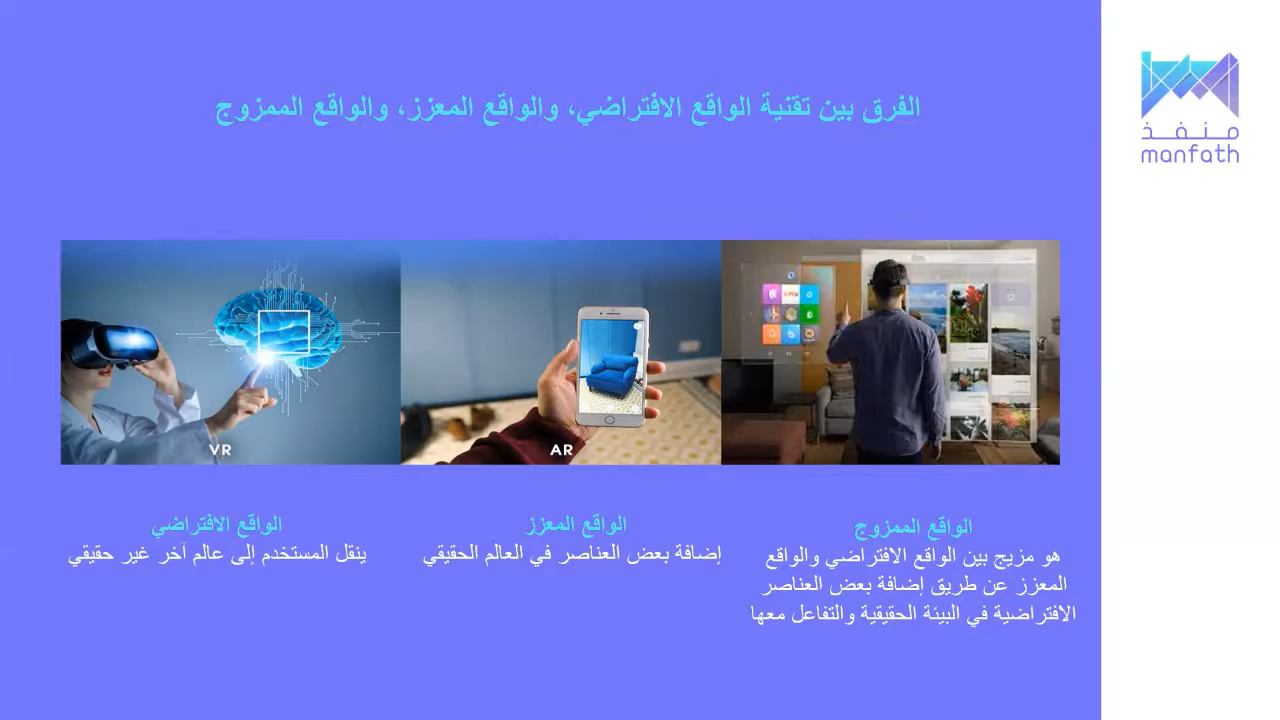 الفرق بين تقنية الواقع الافتراضي، والواقع المعزز، والواقع الممزوج
منفذ
manfath
VR
AR
الواقع الممزوج
هو مزيج بين الواقع الافتراضي والواقع
المعزز عن طريق إضافة بعض العناصر
الافتراضية في البيئة الحقيقية والتفاعل معها
الواقع المعزز
إضافة بعض العناصر في العالم الحقيقي
الواقع الافتراضي
ينقل المستخدم إلى عالم آخر غير حقيقي